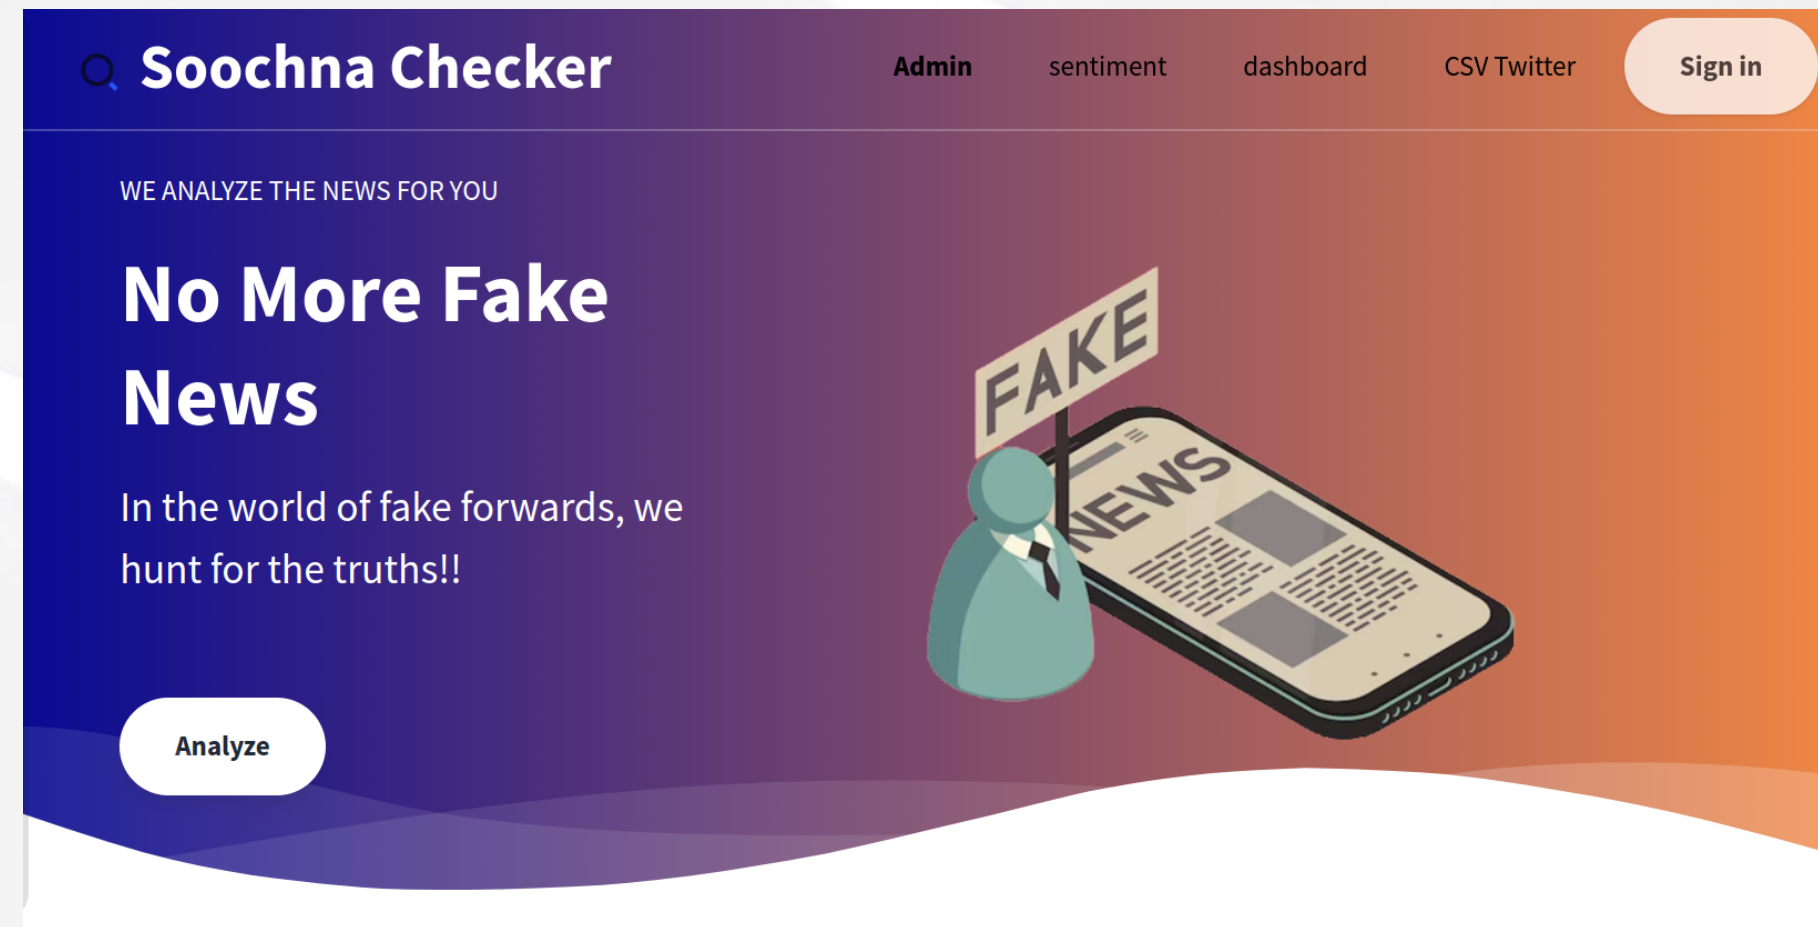 Soochna Checker
Admin
sentiment
dashboard
CSV Twitter
Sign in
WE ANALYZE THE NEWS FOR YOU
No More Fake
News
In the world of fake forwards, we
hunt for the truths!!
Analyze
FAKE
NEWS